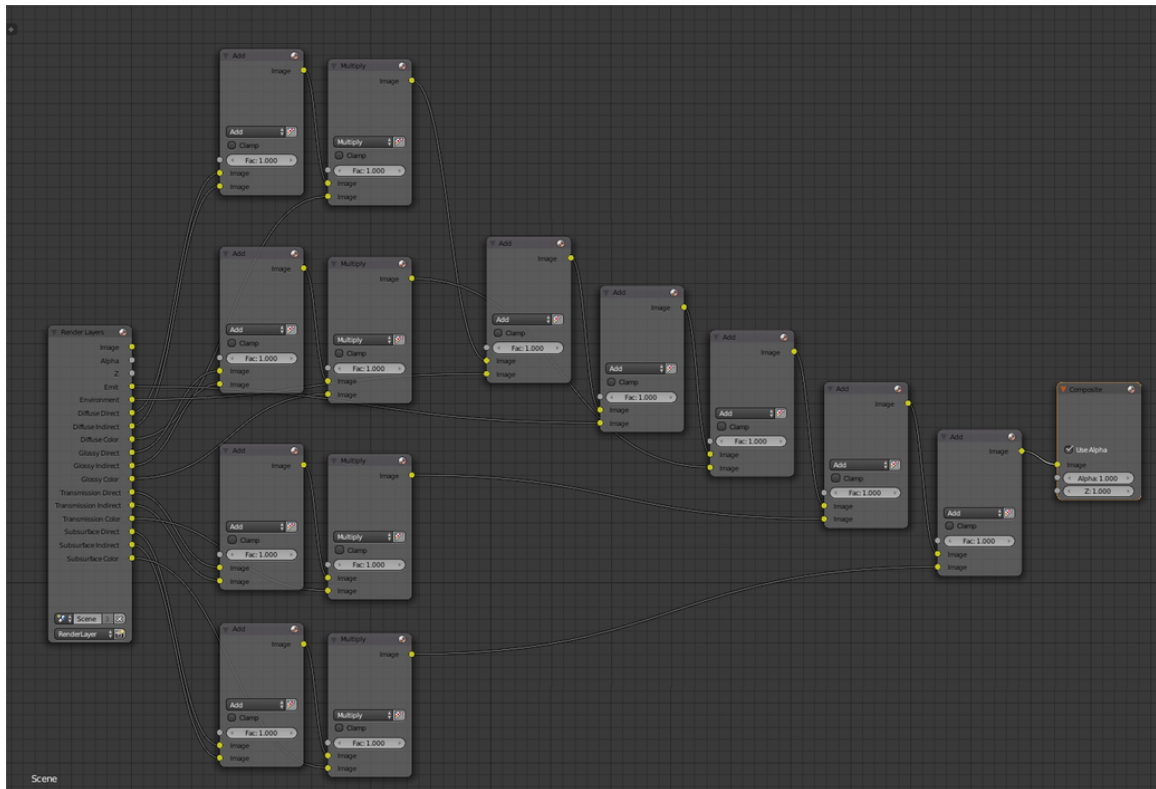 Add
Image
Add
Clamp
Fac: 1.000
Image
Image
Multiply
Image
Multiply
Clamp
Fac: 1.000
Image
Image
Add
Image
Add
Clamp
Fac: 1.000
Image
Image
Multiply
Image
Multiply
Clamp
Fac: 1.000
Image
Image
Add
Image
Add
Clamp
Fac: 1.000
Image
Image
Add
Image
Add
Clamp
Fac: 1.000
Image
Image
Add
Image
Add
Clamp
Fac: 1.000
Image
Image
Add
Image
Add
Clamp
Fac: 1.000
Image
Image
Add
Image
Add
Clamp
Fac: 1.000
Image
Image
Composite
Use Alpha
Image
Alpha: 1.000
Z: 1.000
Render Layers
Image
Alpha
Z
Emit
Environment
Diffuse Direct
Diffuse Indirect
Diffuse Color
Glossy Direct
Glossy Indirect
Glossy Color
Transmission Direct
Transmission Indirect
Transmission Color
Subsurface Direct
Subsurface Indirect
Subsurface Color
Scene
RenderLayer
Add
Image
Add
Clamp
Fac: 1.000
Image
Image
Multiply
Image
Multiply
Clamp
Fac: 1.000
Image
Image
Add
Image
Add
Clamp
Fac: 1.000
Image
Image
Multiply
Image
Multiply
Clamp
Fac: 1.000
Image
Image
Scene